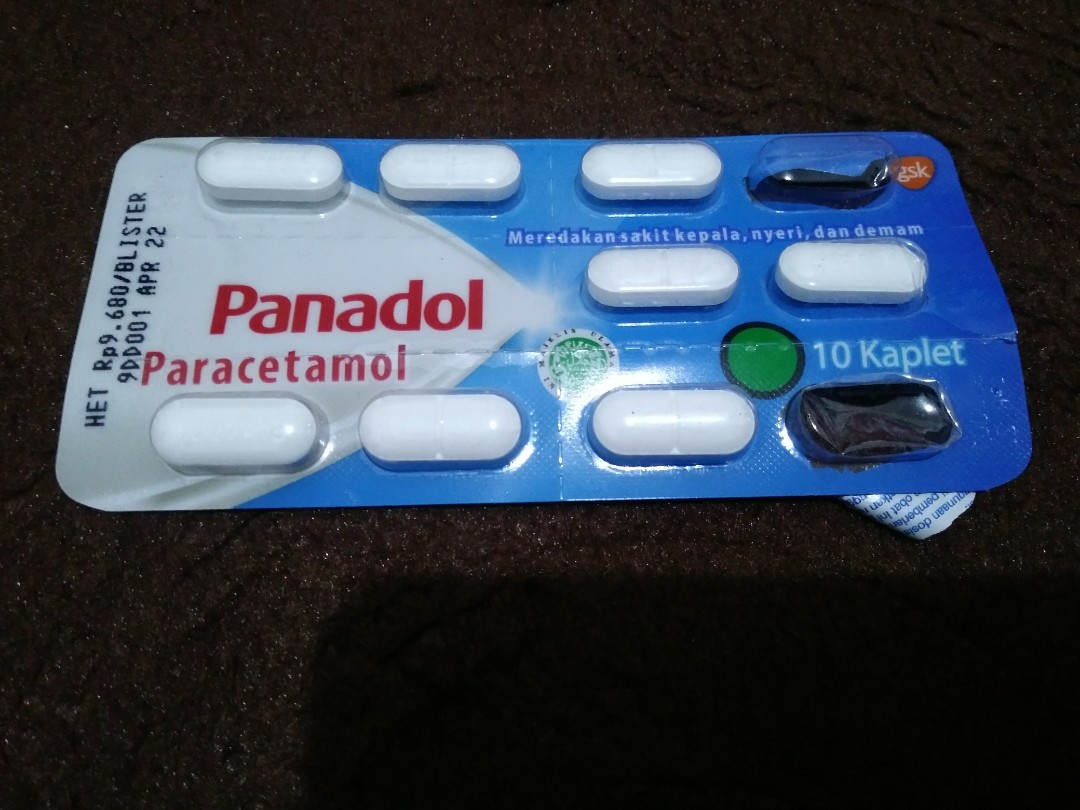 HET Rp9.680/BLISTER
9DD001 APR 22
gsk
Meredakan sakit kepala, nyeri, dan demam
Panadol
Paracetamol
10 Kaplet